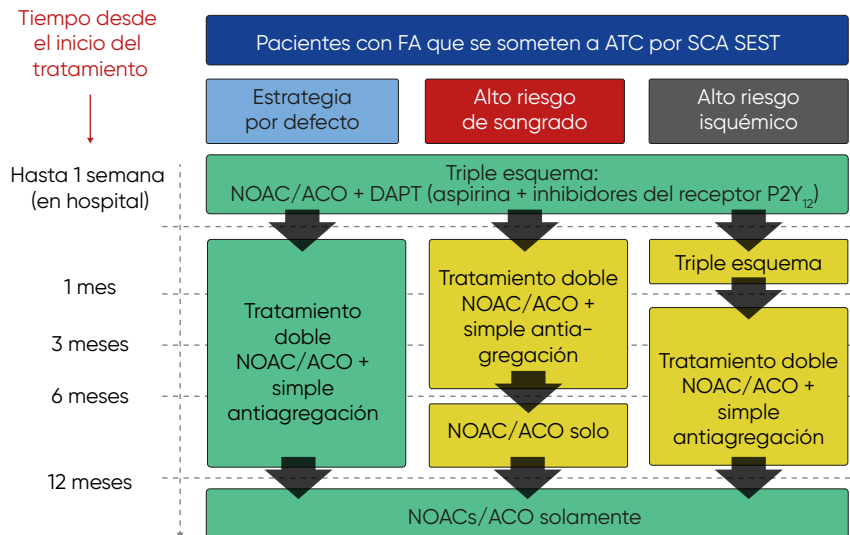 Tiempo desde
el inicio del
tratamiento
Pacientes con FA que se someten a ATC por SCA SEST
Estrategia
por defecto
Alto riesgo
de sangrado
Alto riesgo
isquémico
Hasta 1 semana
(en hospital)
Triple esquema:
NOAC/ACO + DAPT (aspirina + inhibidores del receptor P2Y₁₂)
1 mes
3 meses
6 meses
12 meses
Tratamiento
doble
NOAC/ACO +
simple
antiagregación
Tratamiento doble
NOAC/ACO +
simple antia-
gregación
NOAC/ACO solo
Triple esquema
Tratamiento doble
NOAC/ACO +
simple
antiagregación
NOACs/ACO solamente